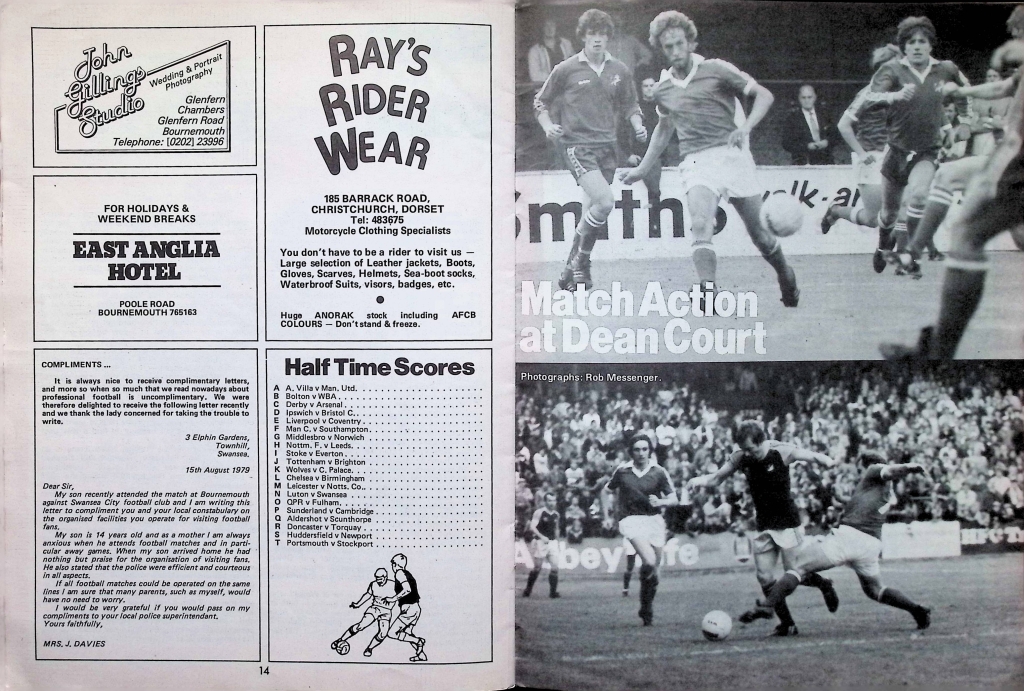 John
Gillings
Studio
Wedding & Portrait
Photography
Glenfern
Chambers
Glenfern Road
Bournemouth
Telephone: [0202] 23996
FOR HOLIDAYS &
WEEKEND BREAKS
EAST ANGLIA
HOTEL
POOLE ROAD
BOURNEMOUTH 765163
RAY'S
RIDER
WEAR
185 BARRACK ROAD,
CHRISTCHURCH, DORSET
Tel: 483675
Motorcycle Clothing Specialists
You don't have to be a rider to visit us —
Large selection of Leather jackets, Boots,
Gloves, Scarves, Helmets, Sea-boot socks,
Waterproof Suits, visors, badges, etc.
Huge ANORAK stock including AFCB
COLOURS — Don't stand & freeze.
COMPLIMENTS ...
It is always nice to receive complimentary letters,
and more so when so much that we read nowadays about
professional football is uncomplimentary. We were
therefore delighted to receive the following letter recently
and we thank the lady concerned for taking the trouble to
write.
3 Elphin Gardens,
Townhill,
Swansea.
15th August 1979
Dear Sir,
My son recently attended the match at Bournemouth
against Swansea City football club and I am writing this
letter to compliment you and your local constabulary on
the organised facilities you operate for visiting football
fans.
My son is 14 years old and as a mother I am always
anxious when he attends football matches and in parti-
cular away games. When my son arrived home he had
nothing but praise for the organisation of visiting fans.
He also stated that the police were efficient and courteous
in all aspects.
If all football matches could be operated on the same
lines I am sure that many parents, such as myself, would
have no need to worry.
I would be very grateful if you would pass on my
compliments to your local police superintendent.
Yours faithfully,
MRS. J. DAVIES
Half Time Scores
A A. Villa v Man. Utd.
B Bolton v WBA
C Derby v Arsenal
D Ipswich v Bristol C.
E Liverpool v Coventry
F Man C. v Southampton
G Middlesbro v Norwich
H Nottm. F. v Leeds
I Stoke v Everton
J Tottenham v Brighton
K Wolves v C. Palace
L Chelsea v Birmingham
M Leicester v Notts. Co.
N Luton v Swansea
O QPR v Fulham
P Sunderland v Cambridge
Q Aldershot v Scunthorpe
R Doncaster v Torquay
S Huddersfield v Newport
T Portsmouth v Stockport
14
Smiths
Match Action
at Dean Court
Photographs: Rob Messenger.
Abbey Life